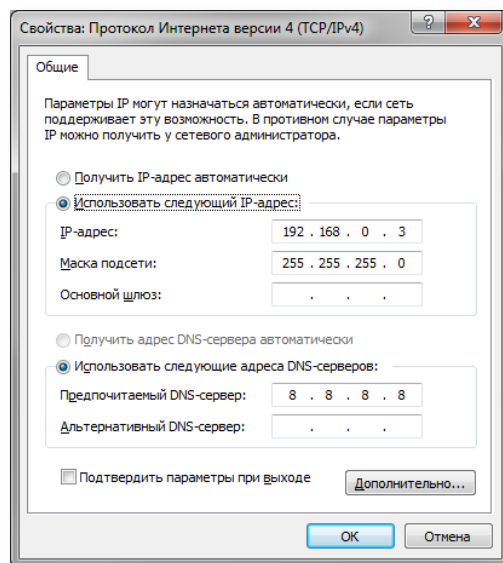 Свойства: Протокол Интернета версии 4 (TCP/IPv4)
Общие
Параметры IP могут назначаться автоматически, если сеть
поддерживает эту возможность. В противном случае параметры
IP можно получить у сетевого администратора.
Получить IP-адрес автоматически
Использовать следующий IP-адрес:
IP-адрес: 192 . 168 . 0 . 3
Маска подсети: 255 . 255 . 255 . 0
Основной шлюз: . . .
Получить адрес DNS-сервера автоматически
Использовать следующие адреса DNS-серверов:
Предпочитаемый DNS-сервер: 8 . 8 . 8 . 8
Альтернативный DNS-сервер: . . .
Подтвердить параметры при выходе
Дополнительно...
OK Отмена